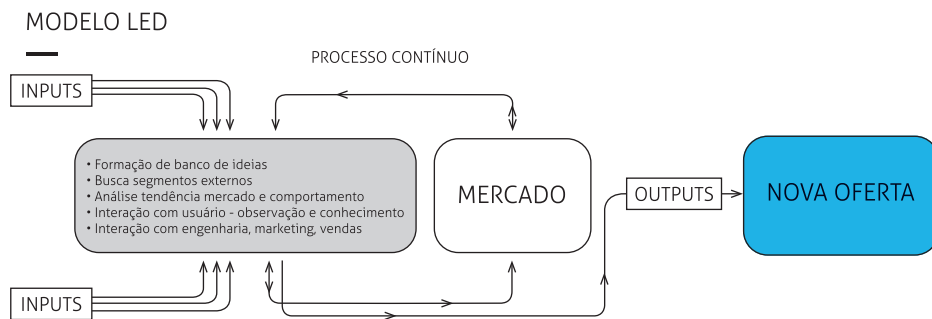 MODELO LED
PROCESSO CONTÍNUO
INPUTS
• Formação de banco de ideias
• Busca segmentos externos
• Análise tendência mercado e comportamento
• Interação com usuário - observação e conhecimento
• Interação com engenharia, marketing, vendas
MERCADO
OUTPUTS
NOVA OFERTA
INPUTS